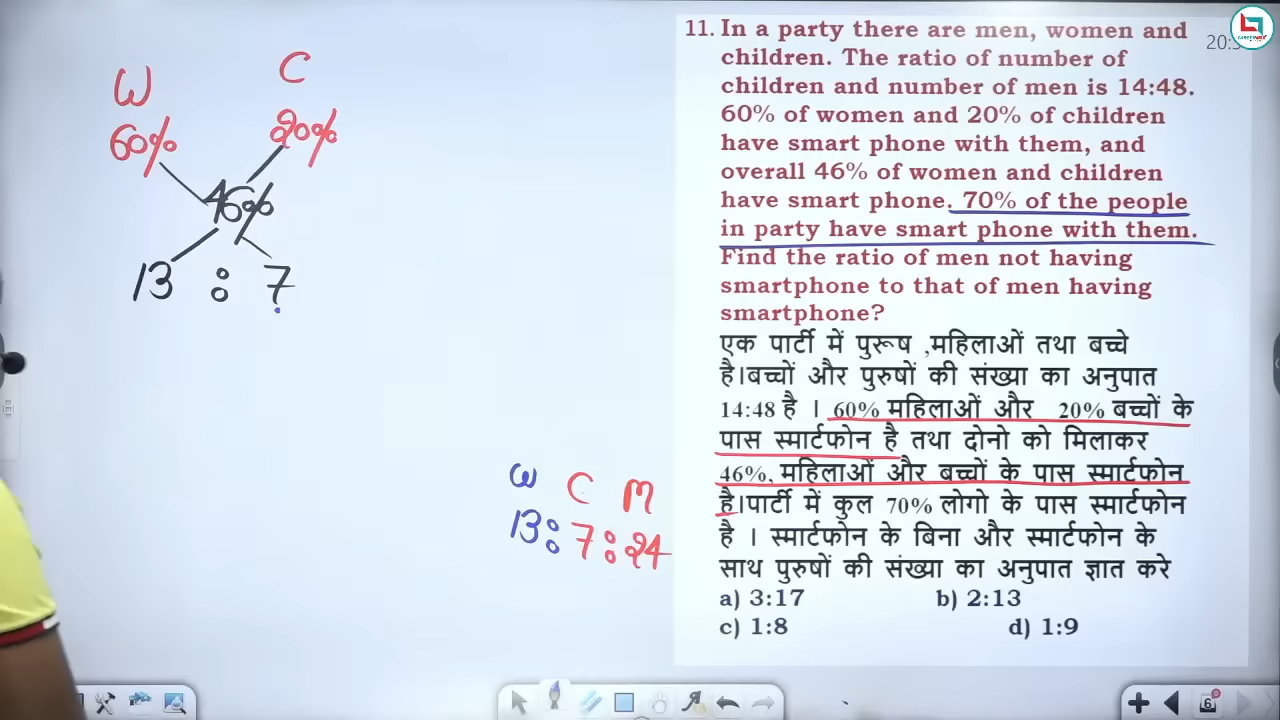 W C
60% 20%
46%
13 : 7
W C M
13 : 7 : 24
11. In a party there are men, women and
children. The ratio of number of
children and number of men is 14:48.
60% of women and 20% of children
have smart phone with them, and
overall 46% of women and children
have smart phone. 70% of the people
in party have smart phone with them.
Find the ratio of men not having
smartphone to that of men having
smartphone?
एक पार्टी में पुरूष ,महिलाओं तथा बच्चे
है।बच्चों और पुरुषों की संख्या का अनुपात
14:48 है । 60% महिलाओं और 20% बच्चों के
पास स्मार्टफोन है तथा दोनो को मिलाकर
46%, महिलाओं और बच्चों के पास स्मार्टफोन
है।पार्टी में कुल 70% लोगो के पास स्मार्टफोन
है । स्मार्टफोन के बिना और स्मार्टफोन के
साथ पुरुषों की संख्या का अनुपात ज्ञात करे
a) 3:17 b) 2:13
c) 1:8 d) 1:9
6